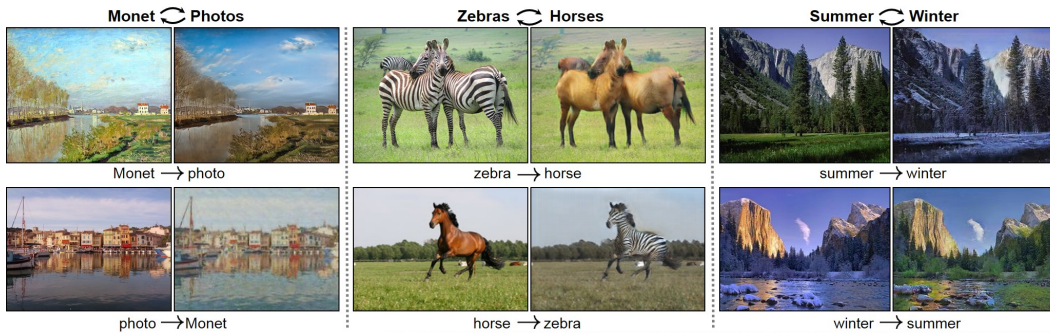 Monet Photos
Zebras Horses
Summer Winter
Monet → photo
zebra → horse
summer → winter
photo → Monet
horse → zebra
winter → summer